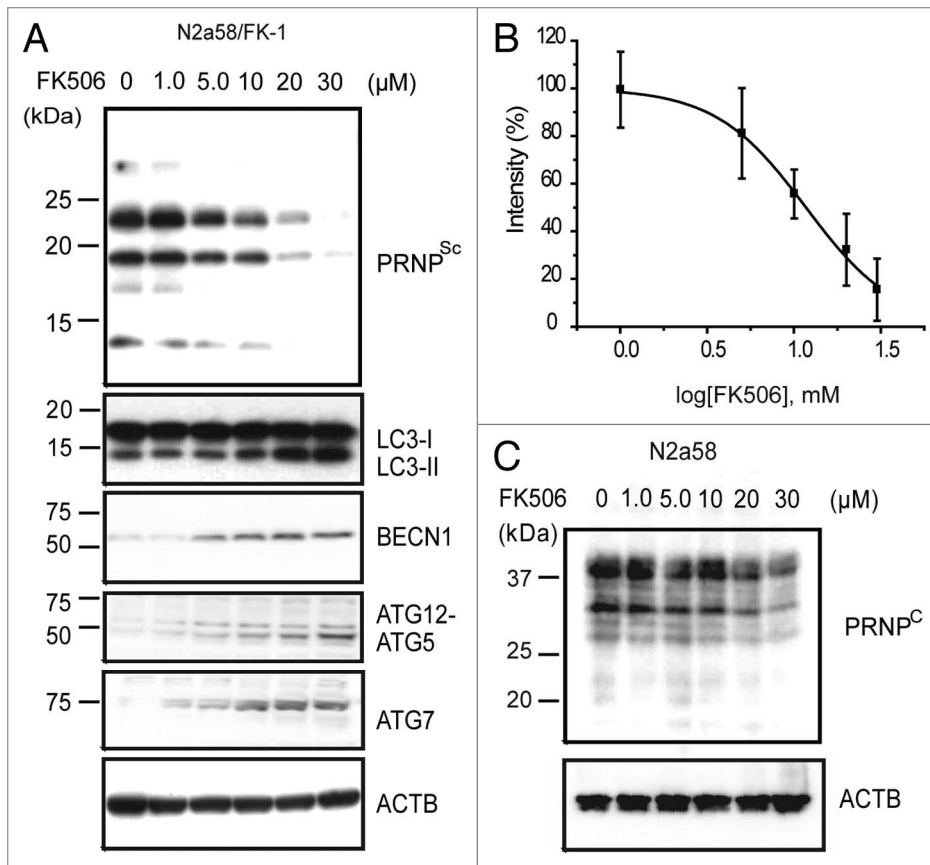 A
N2a58/FK-1
FK506 0 1.0 5.0 10 20 30 (µM)
(kDa)
25
20
15
PRNP^Sc
20
15
LC3-I
LC3-II
75
50
BECN1
75
50
ATG12-
ATG5
75
ATG7
ACTB
B
120
100
80
60
40
20
0
Intensity (%)
0.0 0.5 1.0 1.5
log[FK506], mM
C
N2a58
FK506 0 1.0 5.0 10 20 30 (µM)
(kDa)
37
25
20
PRNP^C
ACTB